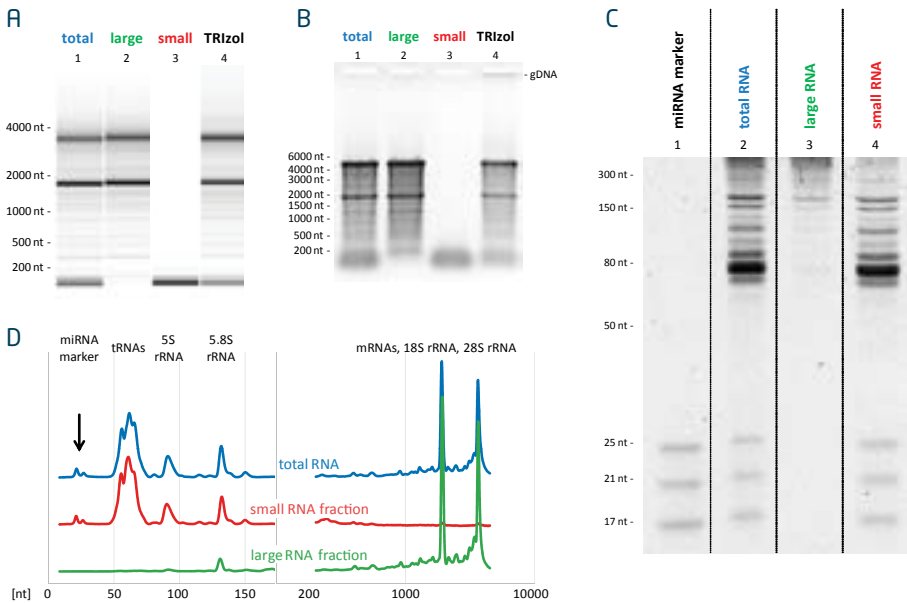 A
total large small TRIzol
1 2 3 4
4000 nt -
2000 nt -
1000 nt -
500 nt -
200 nt -
B
total large small TRIzol
1 2 3 4
- gDNA
6000 nt -
4000 nt -
3000 nt -
2000 nt -
1500 nt -
1000 nt -
500 nt -
200 nt -
C
miRNA marker
total RNA
large RNA
small RNA
1 2 3 4
300 nt -
150 nt -
80 nt -
50 nt -
25 nt -
21 nt -
17 nt -
D
miRNA marker
tRNAs
5S rRNA
5.8S rRNA
mRNAs, 18S rRNA, 28S rRNA
total RNA
small RNA fraction
large RNA fraction
[nt] 0 50 100 150 200 1000 10000